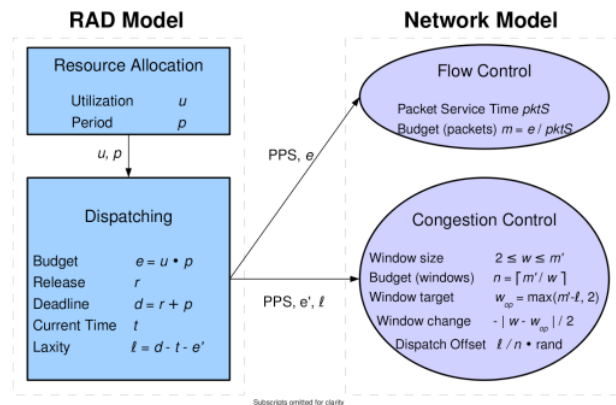 RAD Model
Network Model
Resource Allocation
Utilization u
Period p
u, p
Dispatching
Budget e = u • p
Release r
Deadline d = r + p
Current Time t
Laxity ℓ = d - t - e'
PPS, e
PPS, e', ℓ
Flow Control
Packet Service Time pktS
Budget (packets) m = e / pktS
Congestion Control
Window size 2 ≤ w ≤ m'
Budget (windows) n = ⌈m' / w⌉
Window target w_op = max(m'-ℓ, 2)
Window change - | w - w_op | / 2
Dispatch Offset ℓ / n • rand
Subscripts omitted for clarity